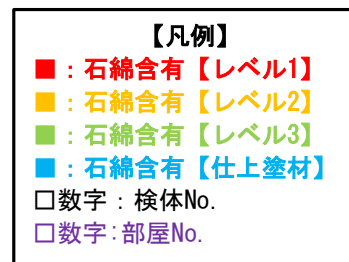 【凡例】
■：石綿含有【レベル1】
■：石綿含有【レベル2】
■：石綿含有【レベル3】
■：石綿含有【仕上塗材】
□数字：検体No.
□数字：部屋No.